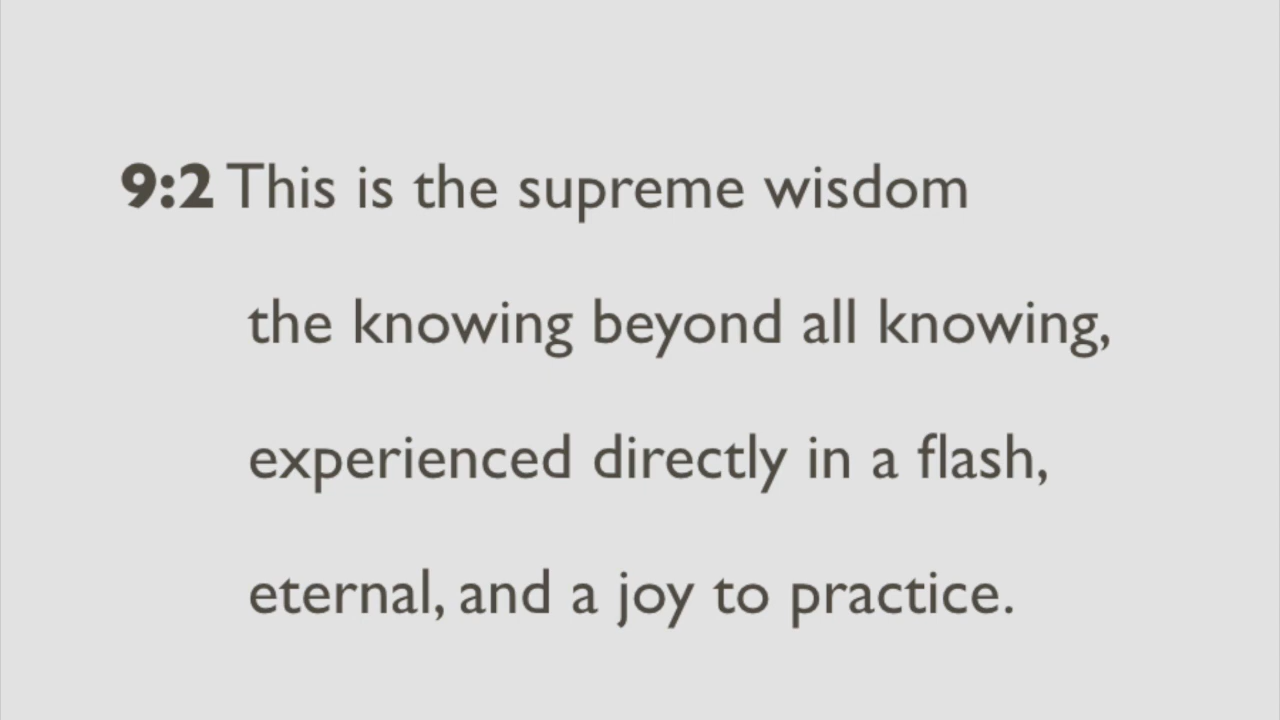 9:2 This is the supreme wisdom
the knowing beyond all knowing,
experienced directly in a flash,
eternal, and a joy to practice.